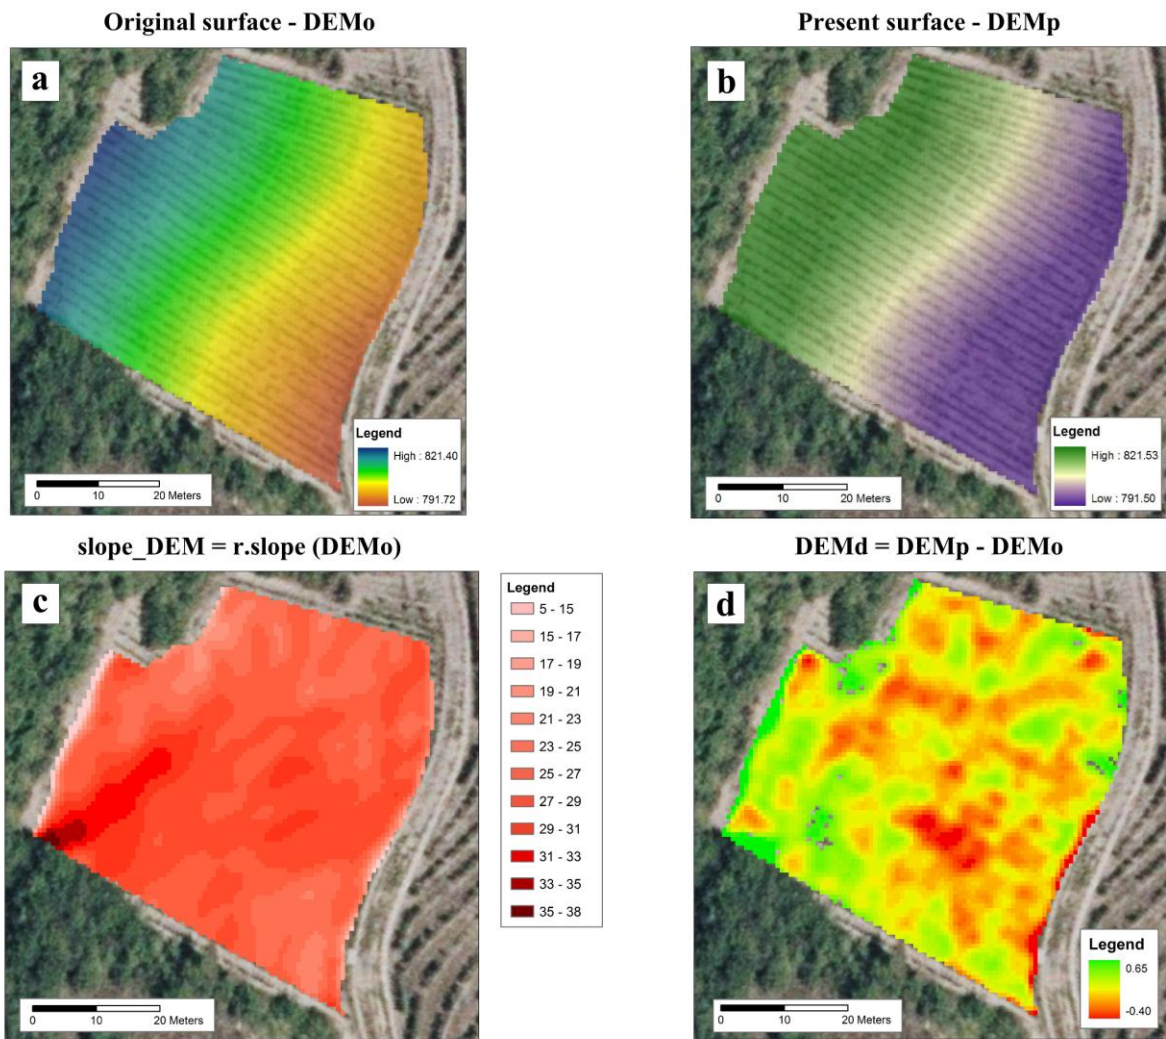 Original surface - DEMo
Present surface - DEMp
a
Legend
High : 821.40
Low : 791.72
0 10 20 Meters
b
Legend
High : 821.53
Low : 791.50
0 10 20 Meters
slope_DEM = r.slope (DEMo)
DEMd = DEMp - DEMo
c
0 10 20 Meters
Legend
5 - 15
15 - 17
17 - 19
19 - 21
21 - 23
23 - 25
25 - 27
27 - 29
29 - 31
31 - 33
33 - 35
35 - 38
d
Legend
0.65
-0.40
0 10 20 Meters